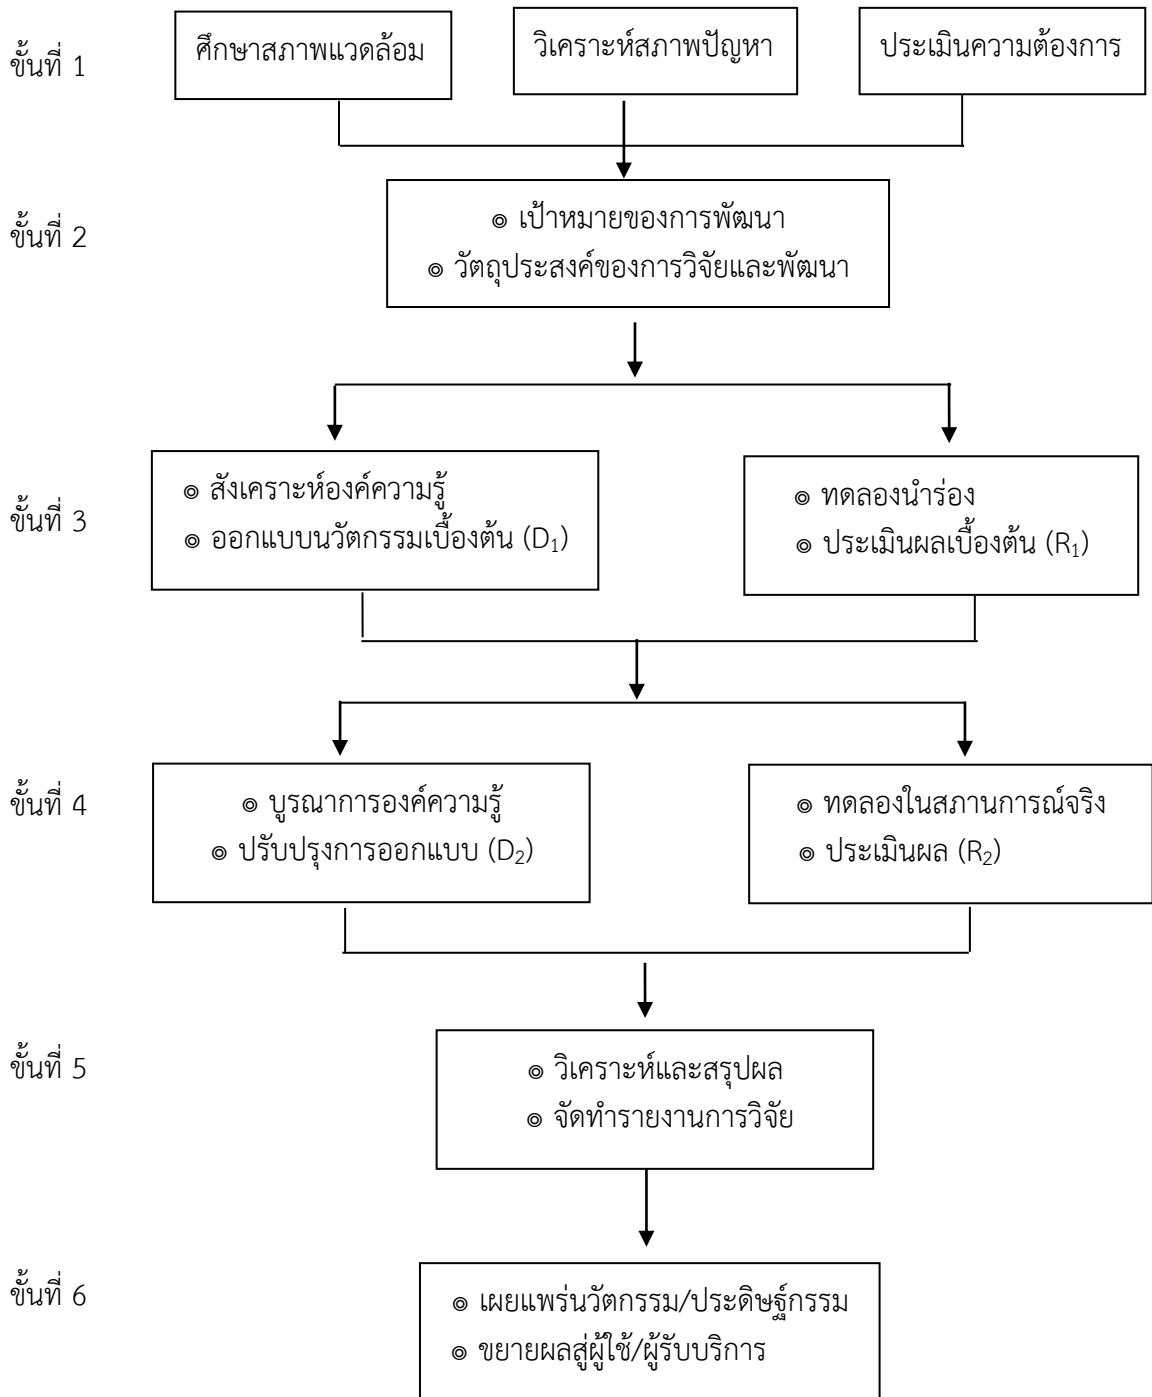 ขั้นที่ 1
ศึกษาสภาพแวดล้อม
วิเคราะห์สภาพปัญหา
ประเมินความต้องการ
ขั้นที่ 2
๏ เป้าหมายของการพัฒนา
๏ วัตถุประสงค์ของการวิจัยและพัฒนา
ขั้นที่ 3
๏ สังเคราะห์องค์ความรู้
๏ ออกแบบนวัตกรรมเบื้องต้น (D₁)
๏ ทดลองนำร่อง
๏ ประเมินผลเบื้องต้น (R₁)
ขั้นที่ 4
๏ บูรณาการองค์ความรู้
๏ ปรับปรุงการออกแบบ (D₂)
๏ ทดลองในสถานการณ์จริง
๏ ประเมินผล (R₂)
ขั้นที่ 5
๏ วิเคราะห์และสรุปผล
๏ จัดทำรายงานการวิจัย
ขั้นที่ 6
๏ เผยแพร่นวัตกรรม/ประดิษฐ์กรรม
๏ ขยายผลสู่ผู้ใช้/ผู้รับบริการ